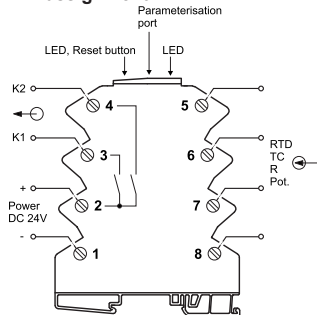 Parameterisation
port
LED, Reset button
LED
K2
4
5
K1
3
6
RTD
TC
R
Pot.
+
Power
DC 24V
2
7
-
1
8